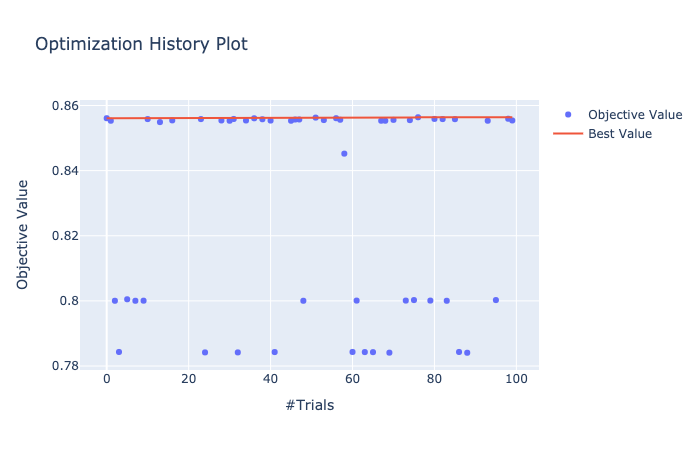 Optimization History Plot
Objective Value
Best Value
0.86
0.84
0.82
0.8
0.78
0
20
40
60
80
100
#Trials
Objective Value